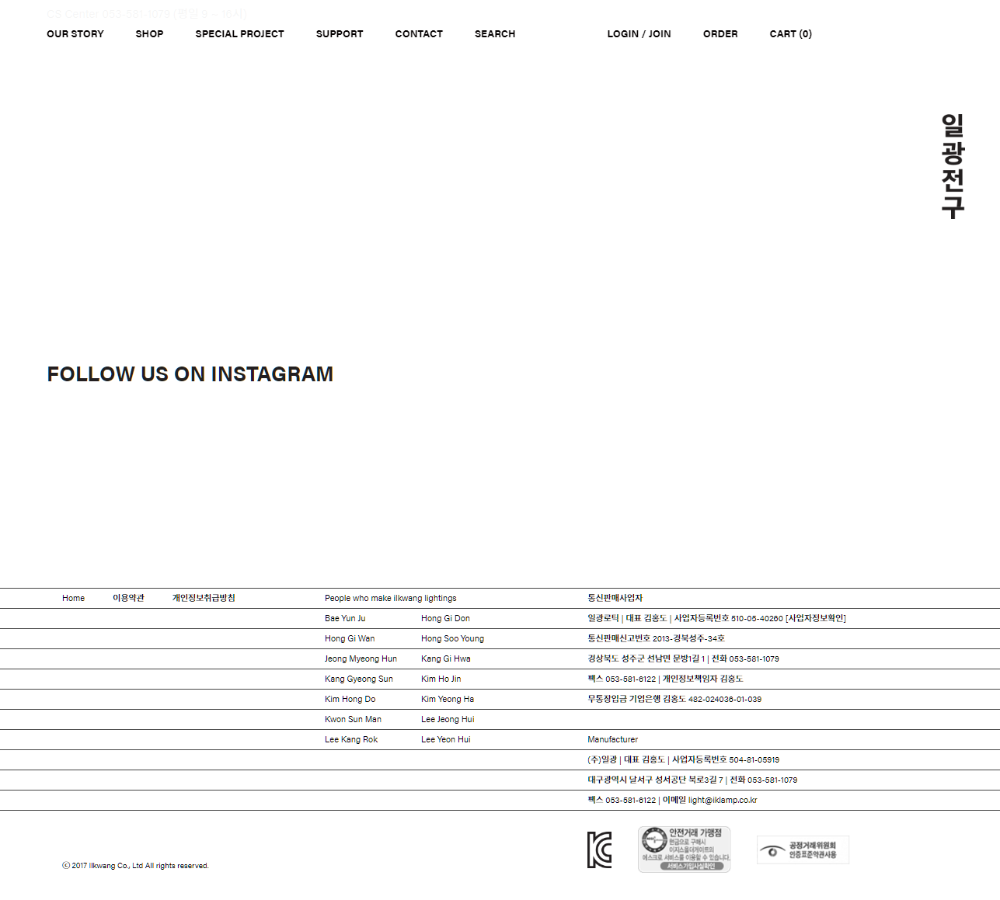 CS Center 053-581-1079 (평일 9 – 18시)
OUR STORY SHOP SPECIAL PROJECT SUPPORT CONTACT SEARCH LOGIN / JOIN ORDER CART (0)
일광전구
FOLLOW US ON INSTAGRAM
Home 이용약관 개인정보취급방침 People who make ilkwang lightings 통신판매사업자
Bae Yun Ju Hong Gi Don 일광로틱 | 대표 김홍도 | 사업자등록번호 510-05-40260 [사업자정보확인]
Hong Gi Wan Hong Soo Young 통신판매신고번호 2013-경북성주-34호
Jeong Myeong Hun Kang Gi Hwa 경상북도 성주군 선남면 문방1길 1 | 전화 053-581-1079
Kang Gyeong Sun Kim Ho Jin 팩스 053-581-6122 | 개인정보책임자 김홍도
Kim Hong Do Kim Yeong Ha 무통장입금 기업은행 김홍도 482-024036-01-039
Kwon Sun Man Lee Jeong Hui
Lee Kang Rok Lee Yeon Hui Manufacturer
(주)일광 | 대표 김홍도 | 사업자등록번호 504-81-05919
대구광역시 달서구 성서공단 북로3길 7 | 전화 053-581-1079
팩스 053-581-6122 | 이메일 light@iklamp.co.kr
안전거래 가맹점
현금으로 구매시
이지스올더게이트의
에스크로 서비스를 이용할 수 있습니다.
서비스가입사실확인
공정거래위원회
인증표준약관사용
ⓒ 2017 Ilkwang Co., Ltd All rights reserved.